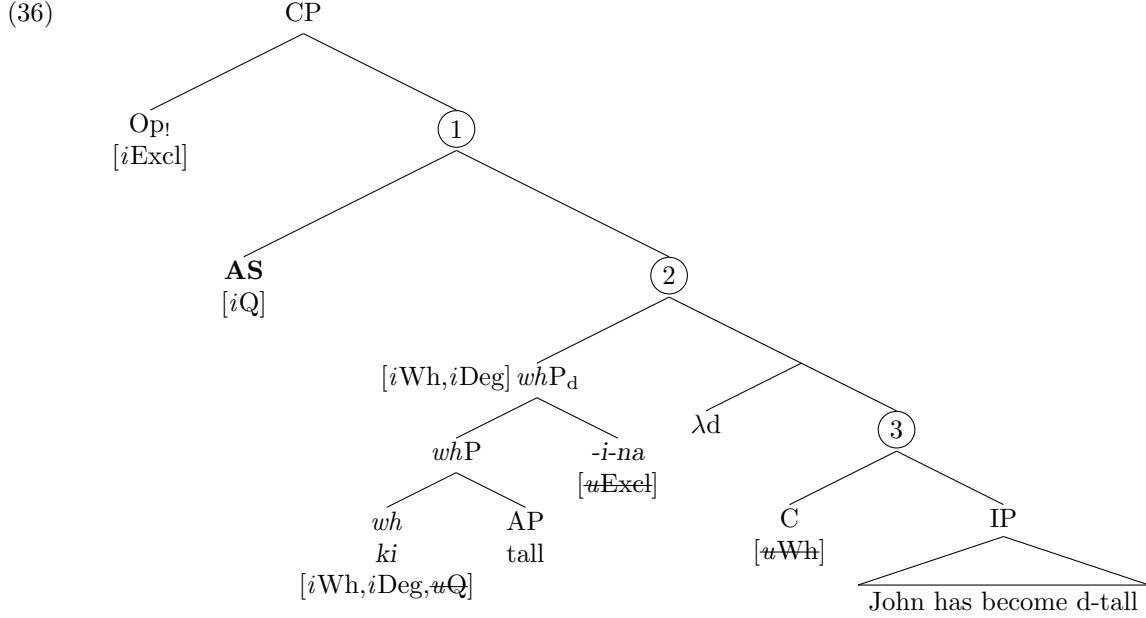 (36)
CP
Op!
[iExcl]
1
AS
[iQ]
2
[iWh,iDeg] whPd
λd
3
whP
-i-na
[uExcl]
C
[uWh]
IP
wh
ki
[iWh,iDeg,uQ]
AP
tall
John has become d-tall